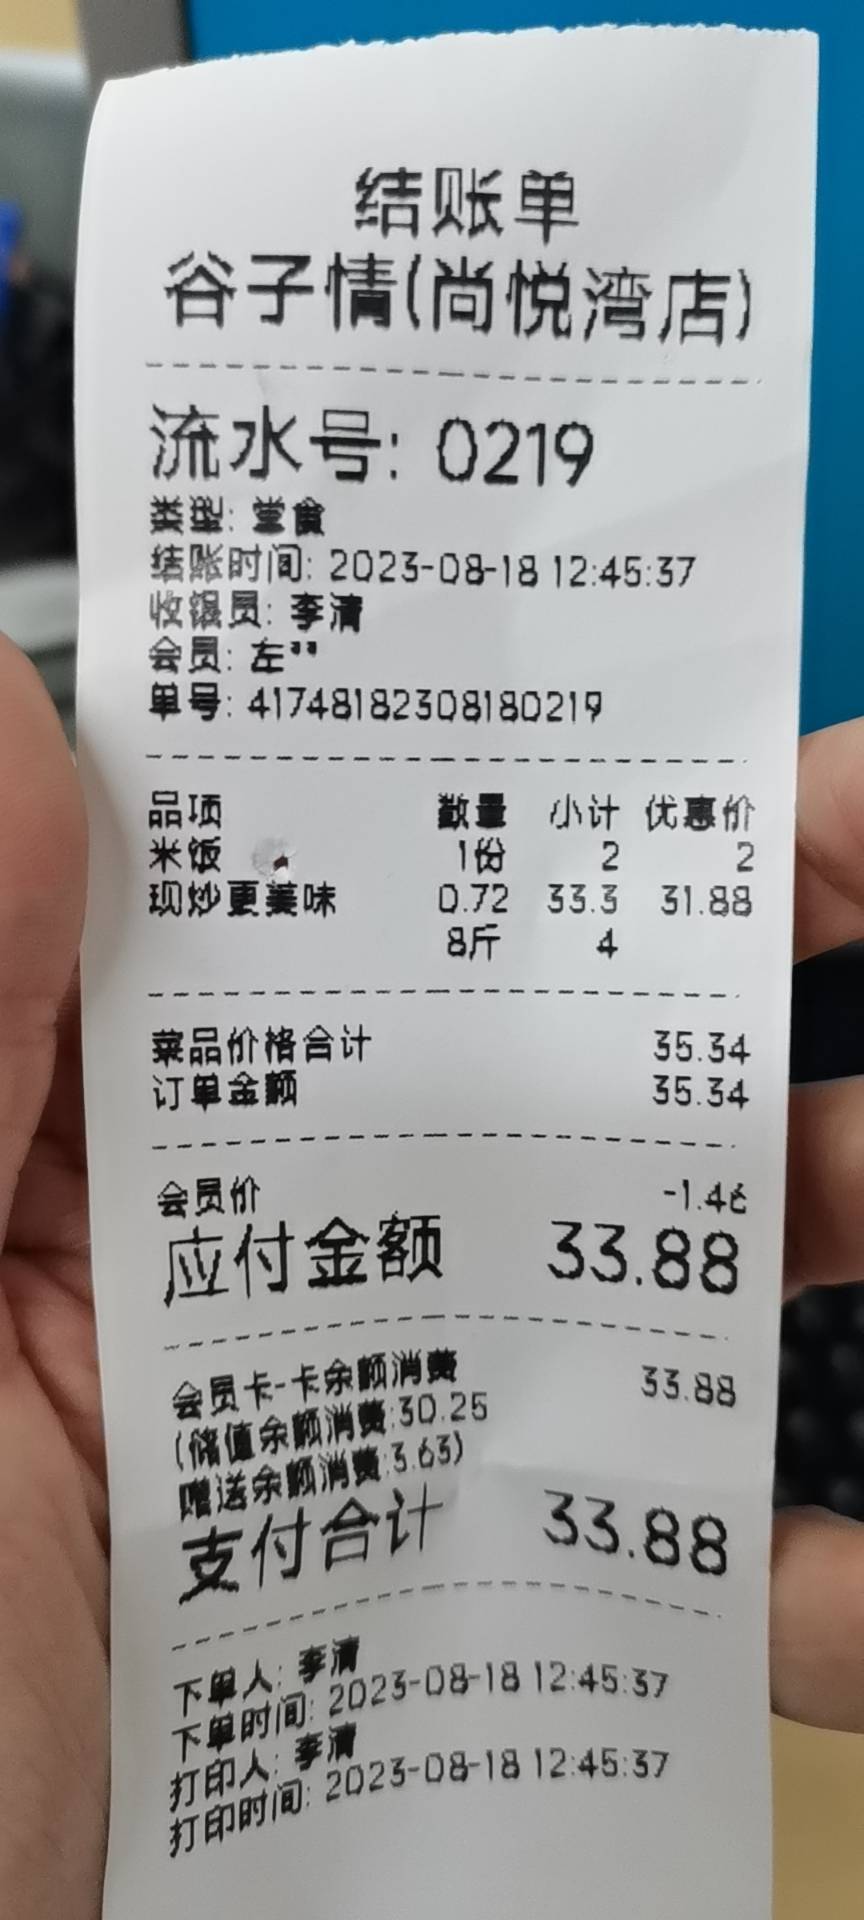 结账单
谷子情(尚悦湾店)
流水号: 0219
类型: 堂食
结账时间: 2023-08-18 12:45:37
收银员: 李清
会员: 左**
单号: 41748182308180219
品项 数量 小计 优惠价
米饭 1份 2 2
现炒更美味 0.72 33.3 31.88
8斤 4
菜品价格合计 35.34
订单金额 35.34
会员价 -1.46
应付金额 33.88
会员卡-卡余额消费 33.88
(储值余额消费:30.25
赠送余额消费:3.63)
支付合计 33.88
下单人: 李清
下单时间: 2023-08-18 12:45:37
打印人: 李清
打印时间: 2023-08-18 12:45:37